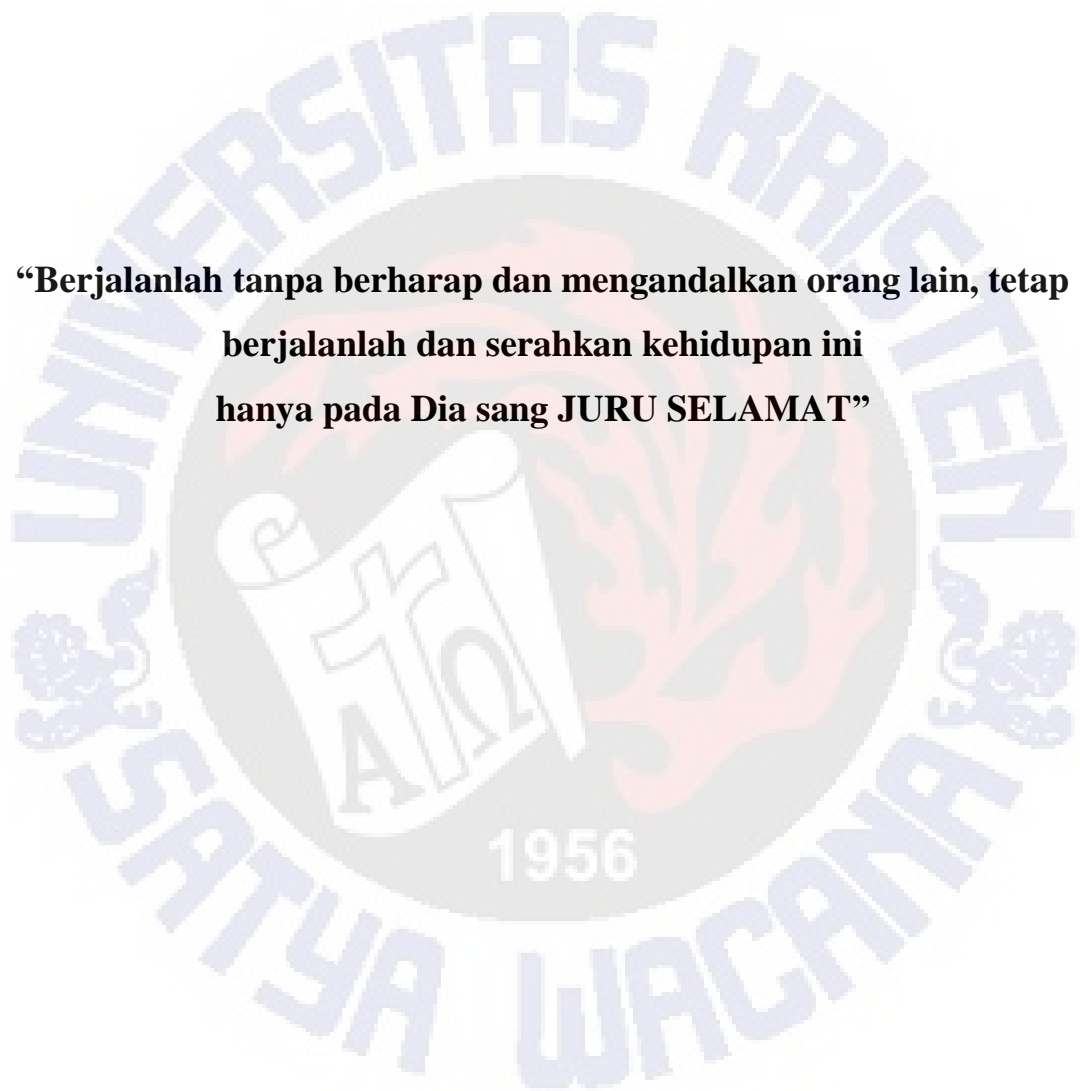 UNIVERSITAS KRISTEN
“Berjalanlah tanpa berharap dan mengandalkan orang lain, tetap
berjalanlah dan serahkan kehidupan ini
hanya pada Dia sang JURU SELAMAT”
Α Ω
1956
SATYA WACANA